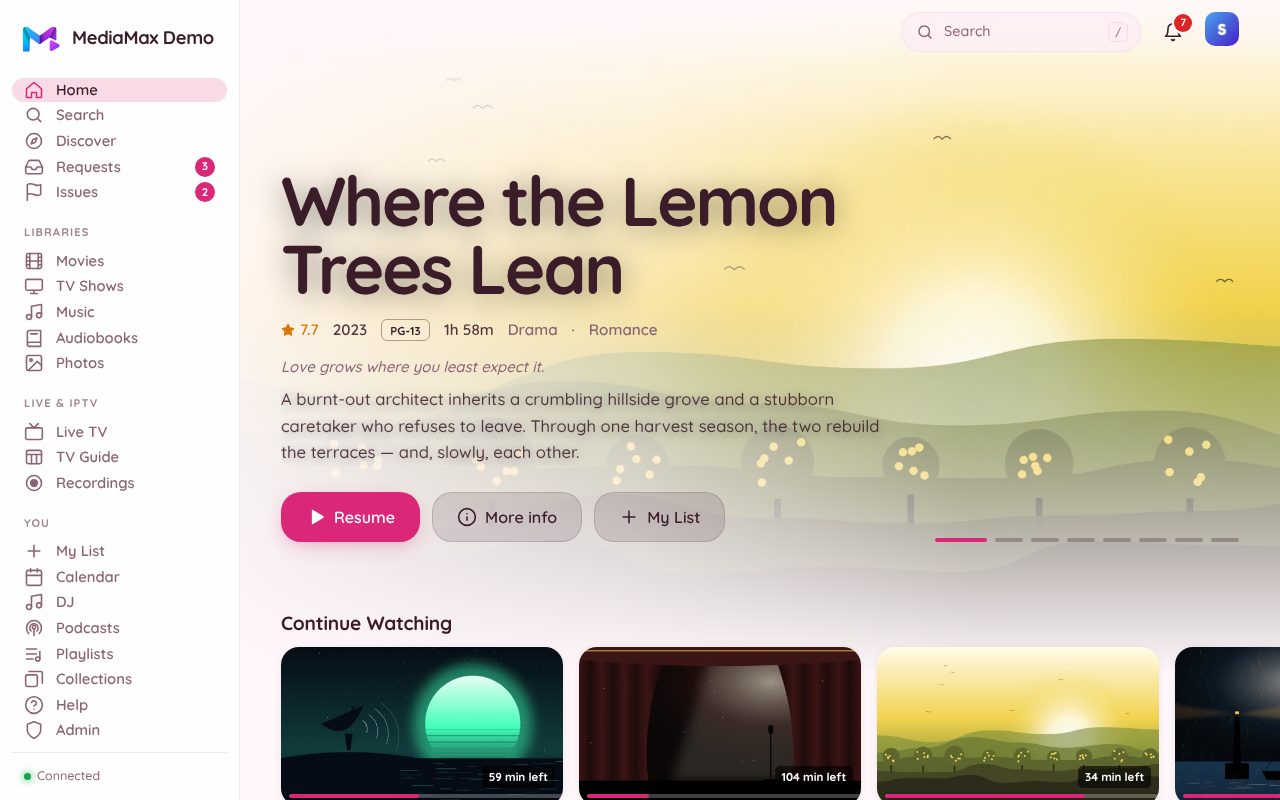 MediaMax Demo
Search
/
7
S
Home
Search
Discover
Requests
3
Issues
2
LIBRARIES
Movies
TV Shows
Music
Audiobooks
Photos
LIVE & IPTV
Live TV
TV Guide
Recordings
YOU
My List
Calendar
DJ
Podcasts
Playlists
Collections
Help
Admin
Connected
Where the Lemon
Trees Lean
7.7 2023 PG-13 1h 58m Drama · Romance
Love grows where you least expect it.
A burnt-out architect inherits a crumbling hillside grove and a stubborn
caretaker who refuses to leave. Through one harvest season, the two rebuild
the terraces — and, slowly, each other.
Resume
More info
My List
Continue Watching
59 min left
104 min left
34 min left